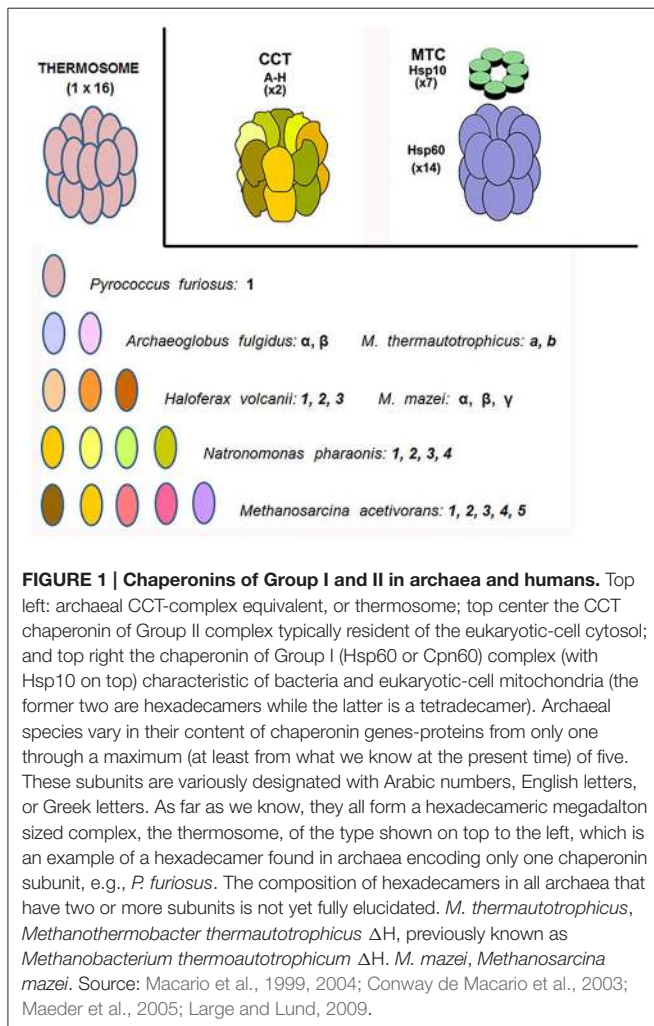 THERMOSOME
(1 x 16)
CCT
A-H
(x2)
MTC
Hsp10
(x7)
Hsp60
(x14)
Pyrococcus furiosus: 1
Archaeoglobus fulgidus: α, β M. thermautotrophicus: a, b
Haloferax volcanii: 1, 2, 3 M. mazei: α, β, γ
Natronomonas pharaonis: 1, 2, 3, 4
Methanosarcina acetivorans: 1, 2, 3, 4, 5
FIGURE 1 | Chaperonins of Group I and II in archaea and humans. Top
left: archaeal CCT-complex equivalent, or thermosome; top center the CCT
chaperonin of Group II complex typically resident of the eukaryotic-cell cytosol;
and top right the chaperonin of Group I (Hsp60 or Cpn60) complex (with
Hsp10 on top) characteristic of bacteria and eukaryotic-cell mitochondria (the
former two are hexadecamers while the latter is a tetradecamer). Archaeal
species vary in their content of chaperonin genes-proteins from only one
through a maximum (at least from what we know at the present time) of five.
These subunits are variously designated with Arabic numbers, English letters,
or Greek letters. As far as we know, they all form a hexadecameric megadalton
sized complex, the thermosome, of the type shown on top to the left, which is
an example of a hexadecamer found in archaea encoding only one chaperonin
subunit, e.g., P. furiosus. The composition of hexadecamers in all archaea that
have two or more subunits is not yet fully elucidated. M. thermautotrophicus,
Methanothermobacter thermautotrophicus ΔH, previously known as
Methanobacterium thermoautotrophicum ΔH. M. mazei, Methanosarcina
mazei. Source: Macario et al., 1999, 2004; Conway de Macario et al., 2003;
Maeder et al., 2005; Large and Lund, 2009.